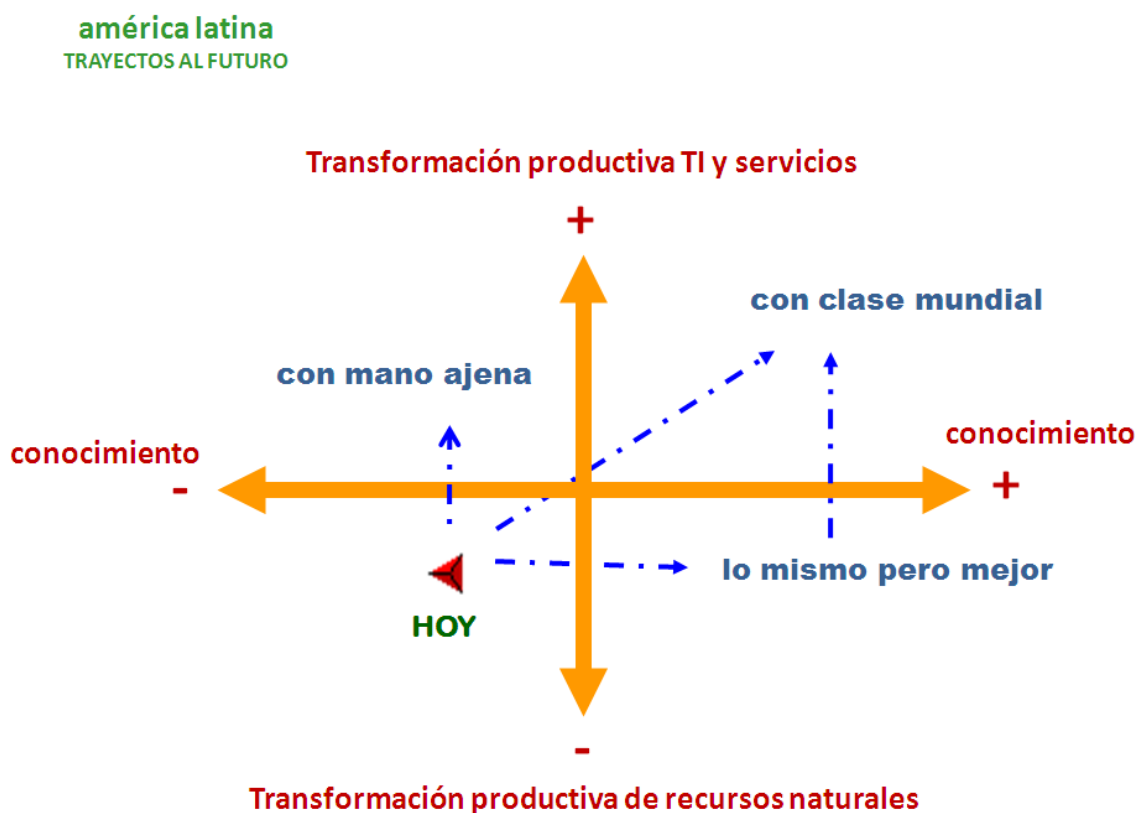 américa latina
TRAYECTOS AL FUTURO
Transformación productiva TI y servicios
+
con clase mundial
con mano ajena
conocimiento
conocimiento
-
+
lo mismo pero mejor
HOY
-
Transformación productiva de recursos naturales